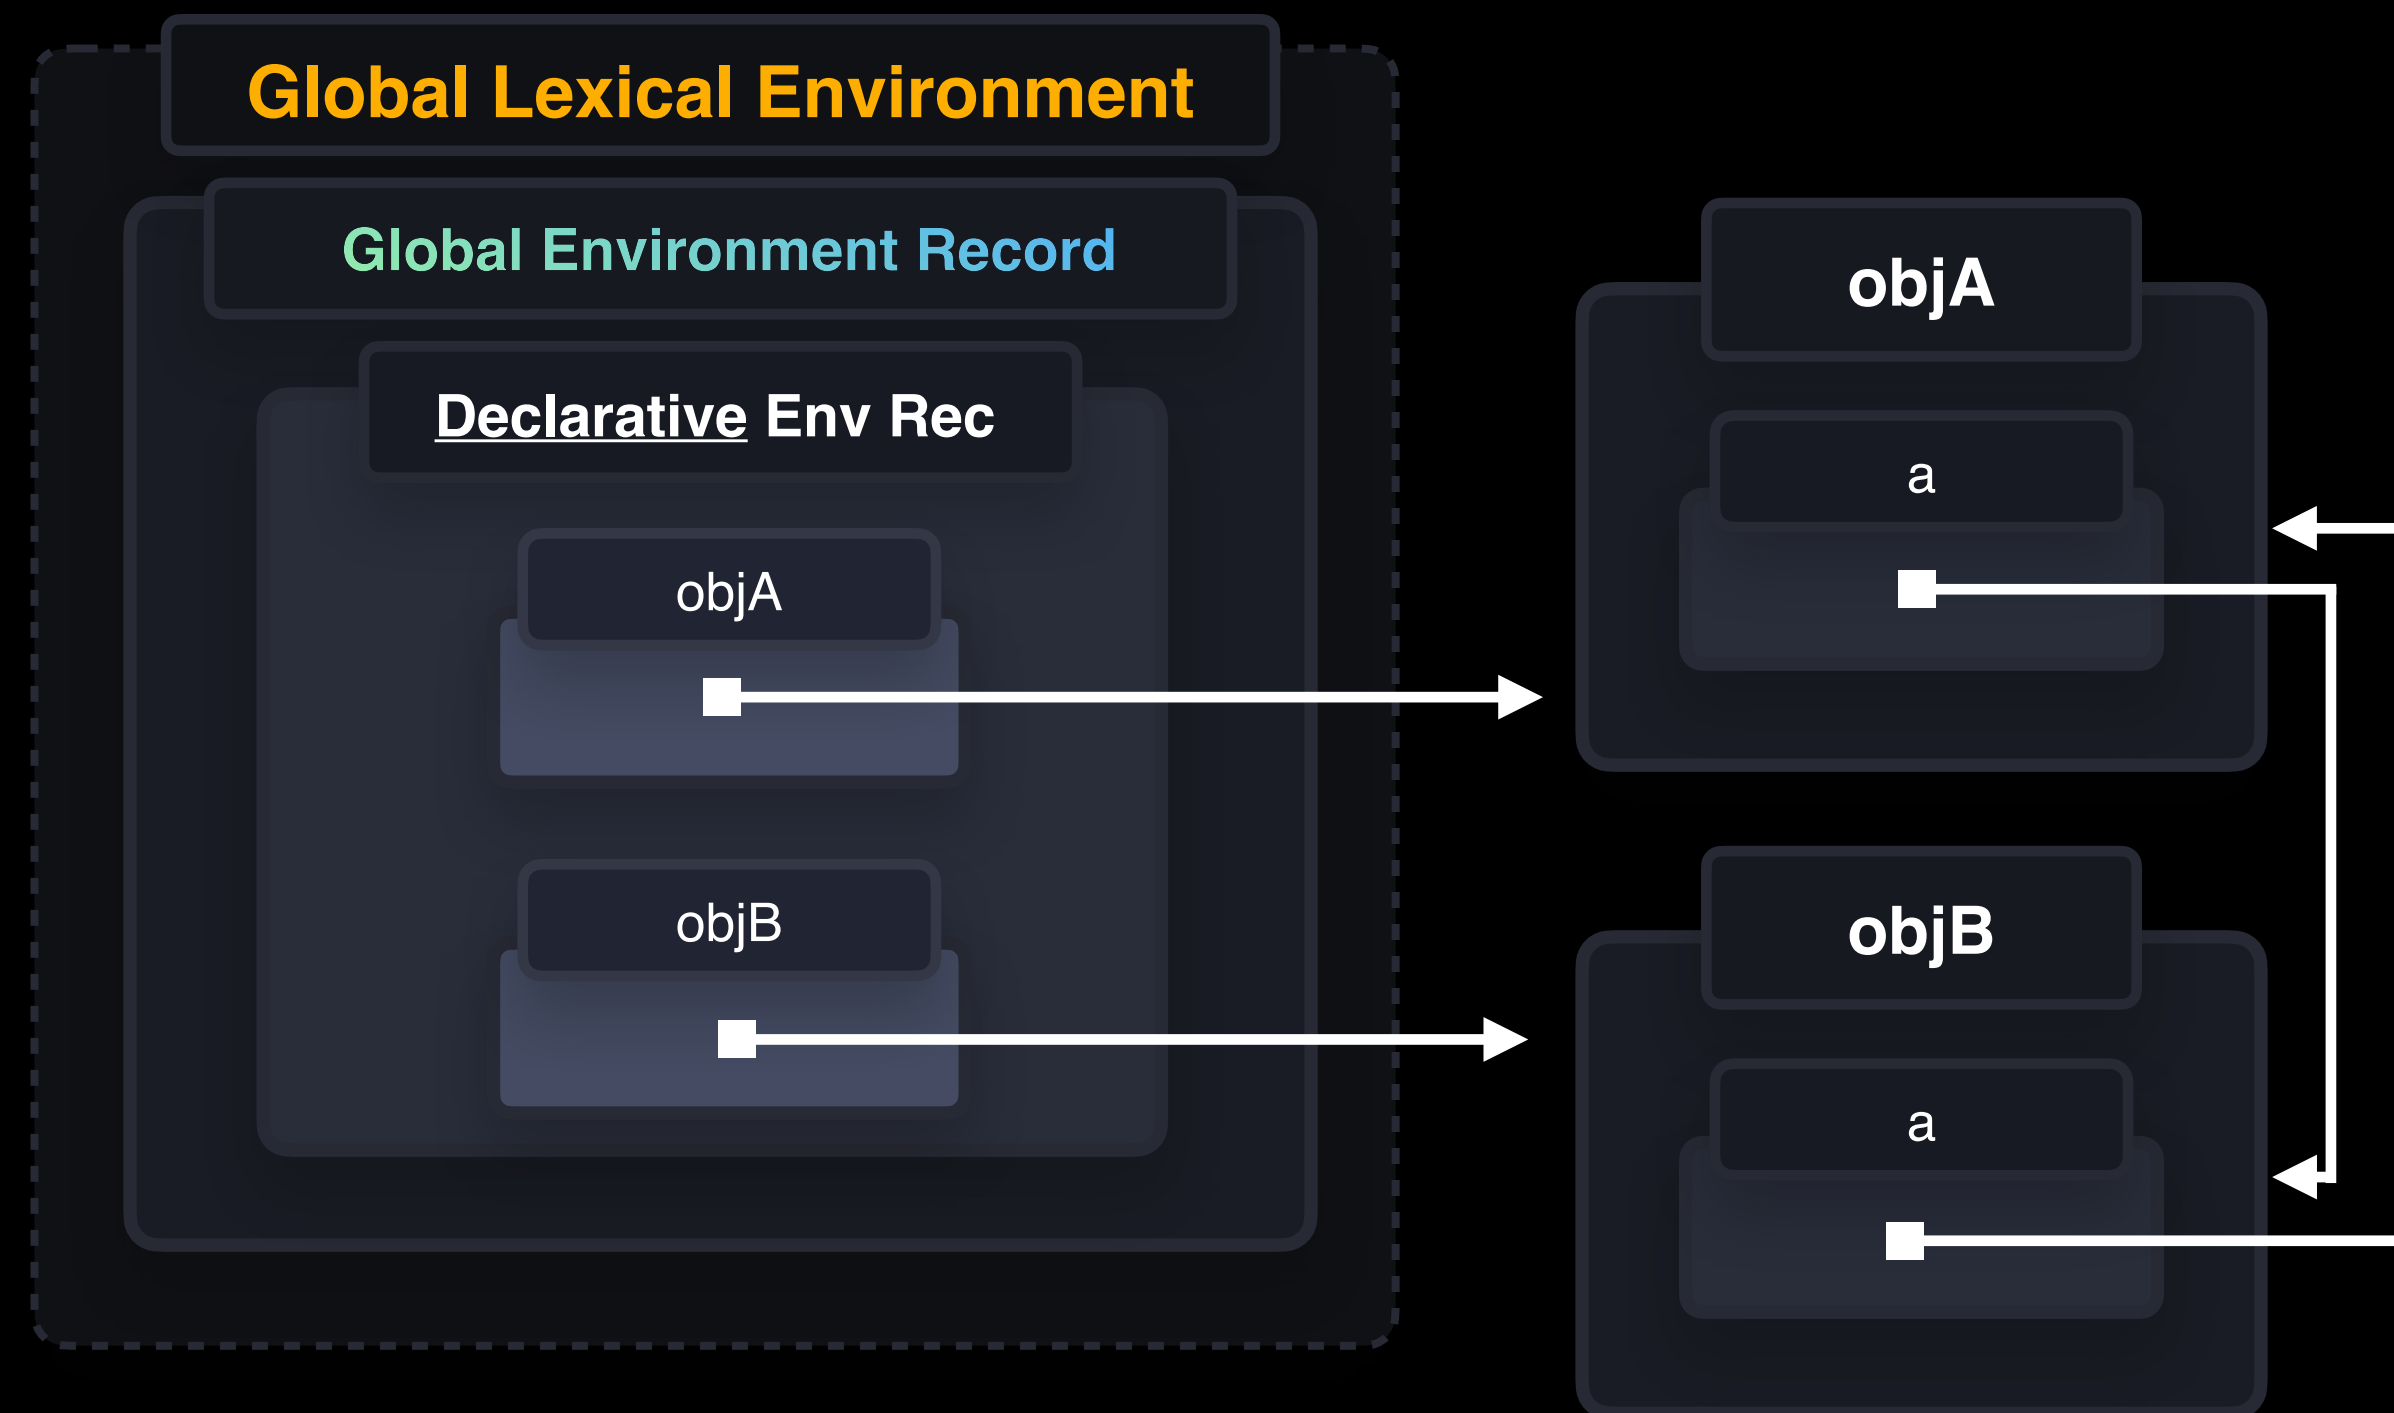 Global Lexical Environment
Global Environment Record
Declarative Env Rec
objA
objB
objA
a
objB
a